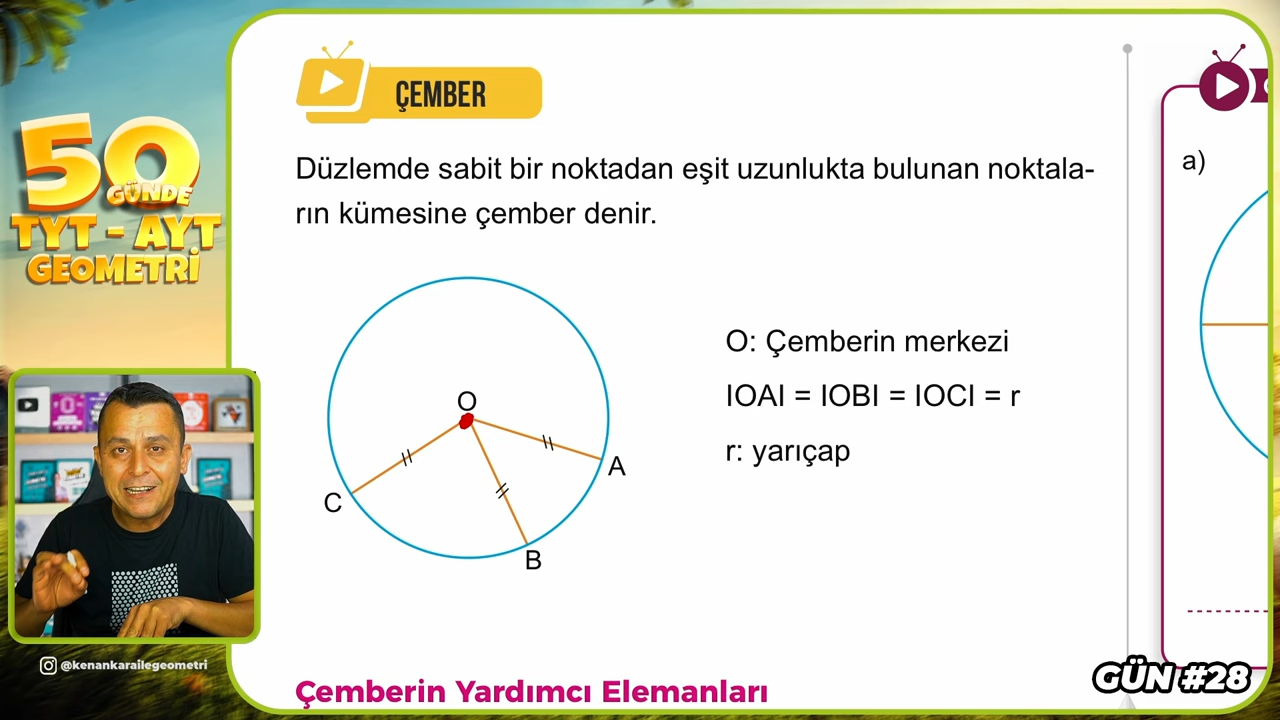 50
GÜNDE
TYT - AYT
GEOMETRİ
@kenankarailegeometri
ÇEMBER
Düzlemde sabit bir noktadan eşit uzunlukta bulunan noktala-
rın kümesine çember denir.
O
A
B
C
O: Çemberin merkezi
IOAI = IOBI = IOCI = r
r: yarıçap
Çemberin Yardımcı Elemanları
a)
GÜN #28